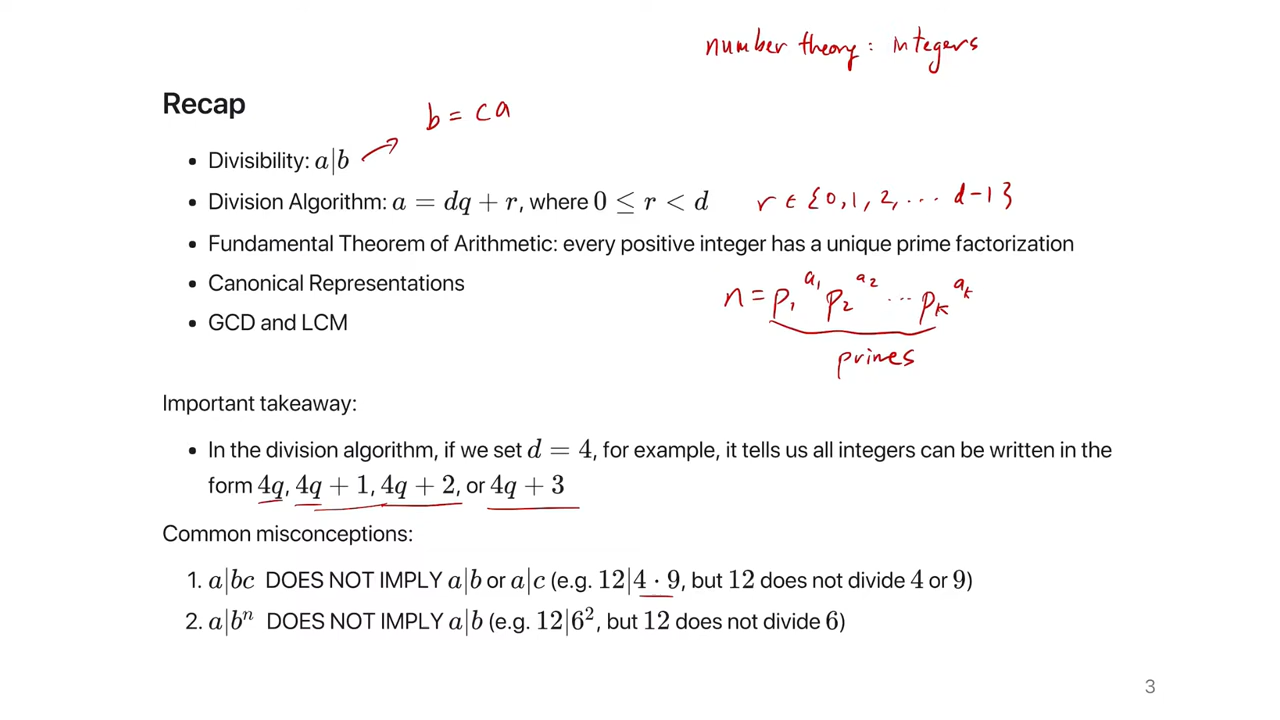 number theory: integers
Recap
b = ca
• Divisibility: a|b
• Division Algorithm: a = dq + r, where 0 ≤ r < d
r ∈ {0, 1, 2, ... d-1}
• Fundamental Theorem of Arithmetic: every positive integer has a unique prime factorization
• Canonical Representations
n = p₁^a₁ p₂^a₂ ... pₖ^aₖ
• GCD and LCM
primes
Important takeaway:
• In the division algorithm, if we set d = 4, for example, it tells us all integers can be written in the
form 4q, 4q + 1, 4q + 2, or 4q + 3
Common misconceptions:
1. a|bc DOES NOT IMPLY a|b or a|c (e.g. 12|4 · 9, but 12 does not divide 4 or 9)
2. a|bⁿ DOES NOT IMPLY a|b (e.g. 12|6², but 12 does not divide 6)
3